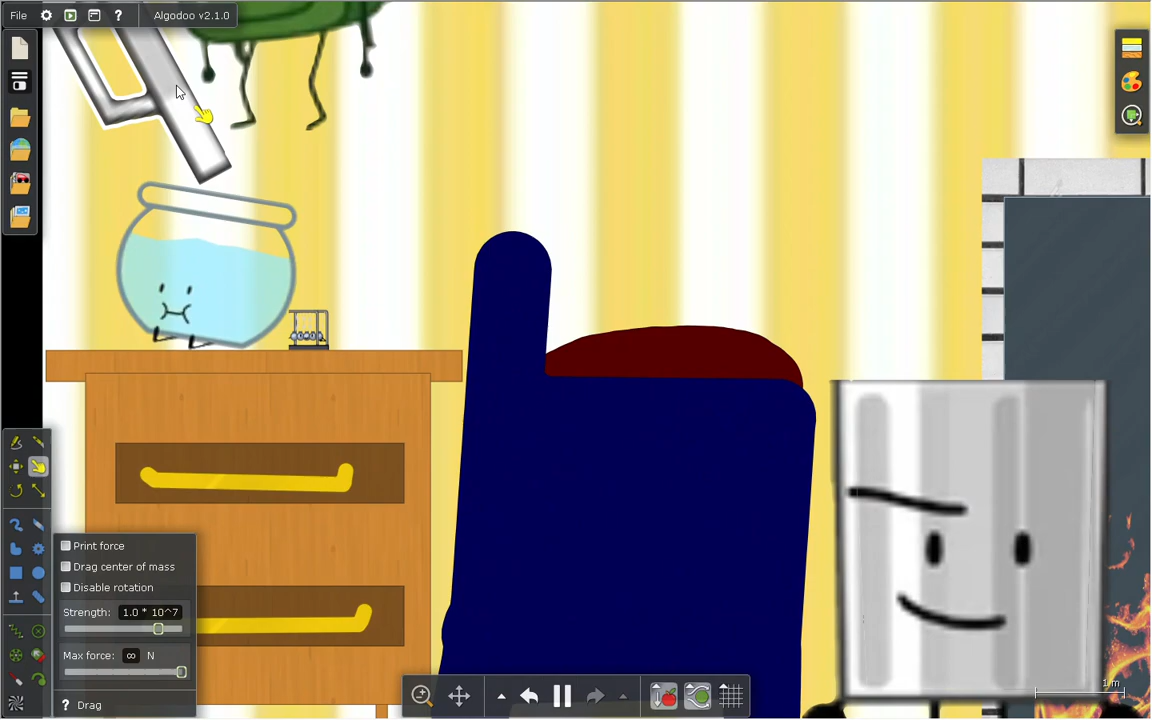 File ? Algodoo v2.1.0
Print force
Drag center of mass
Disable rotation
Strength: 1.0 * 10^7
Max force: ∞ N
? Drag
1 m